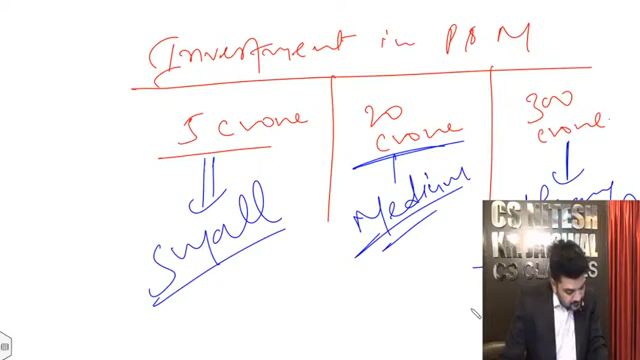 Investment in P & M
5 crore
20
crore
300
crore
Small
Medium
CS NITESH
KR. JAISWAL
CS CLASSES